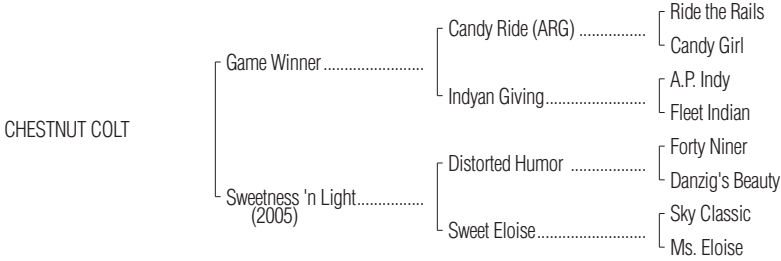 Ride the Rails
Candy Ride (ARG) ................
Candy Girl
Game Winner........................
A.P. Indy
Indyan Giving........................
Fleet Indian
CHESTNUT COLT
Forty Niner
Distorted Humor ..................
Danzig's Beauty
Sweetness 'n Light................
(2005)
Sky Classic
Sweet Eloise..........................
Ms. Eloise